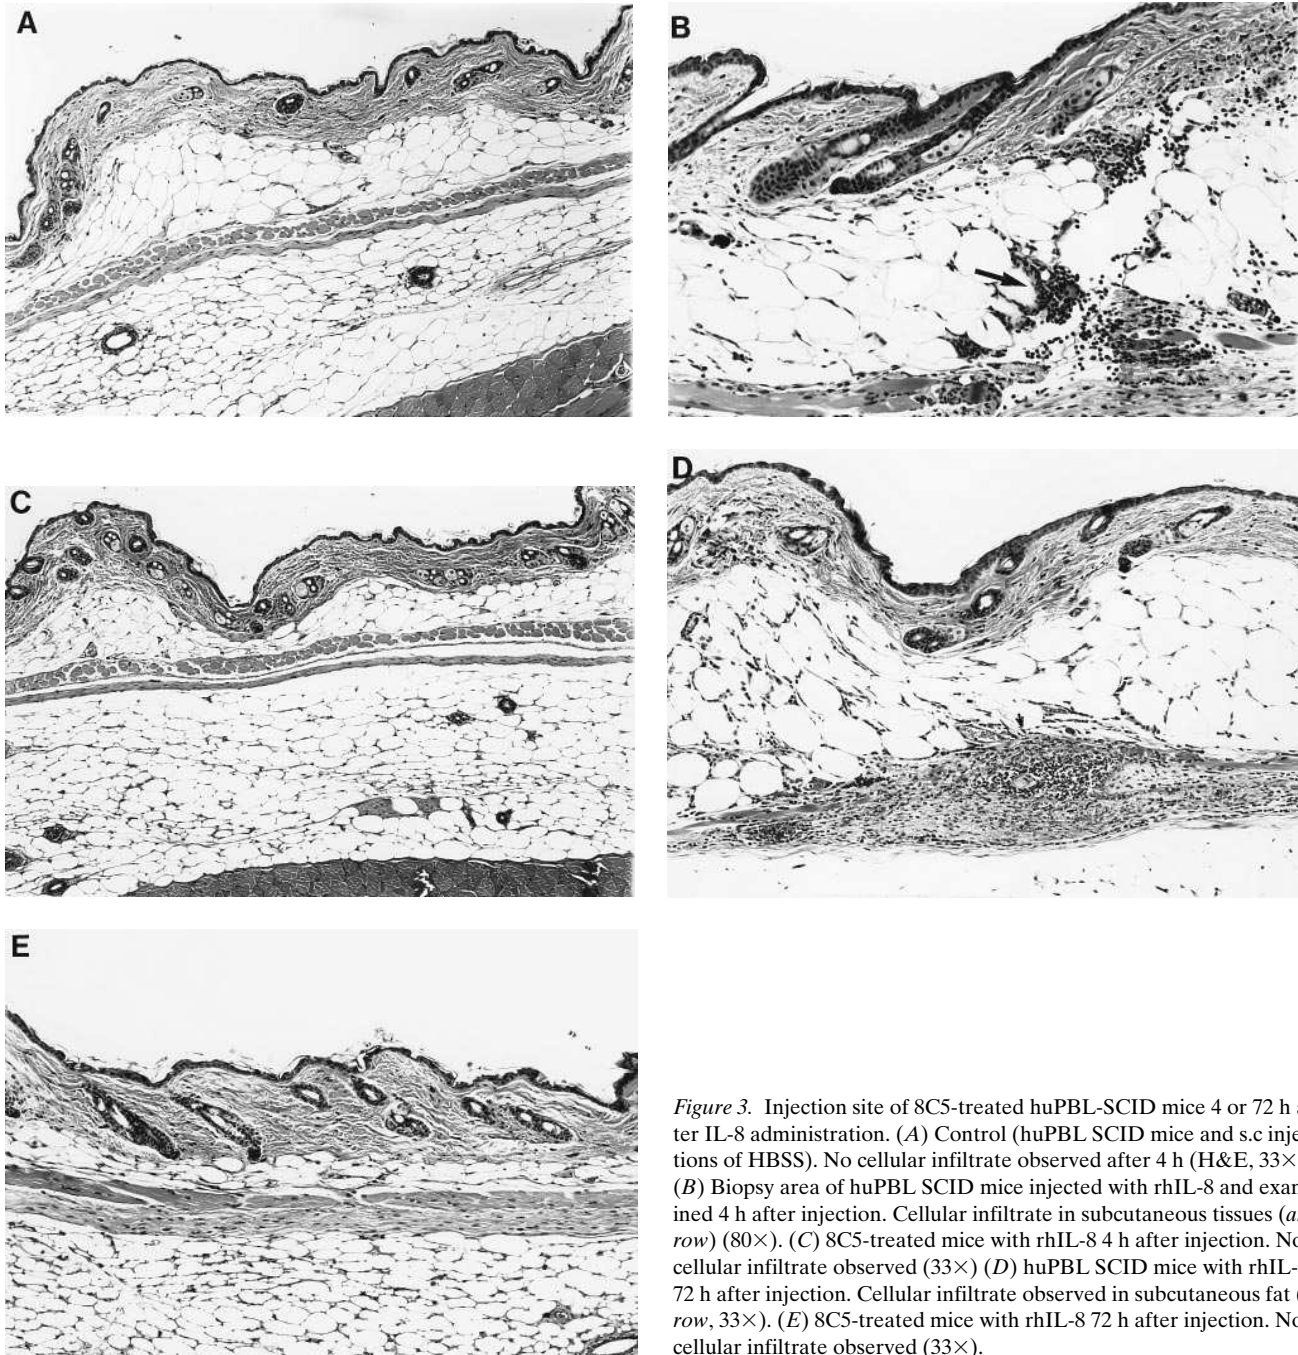 A
B
C
D
E
Figure 3. Injection site of 8C5-treated huPBL-SCID mice 4 or 72 h a
ter IL-8 administration. (A) Control (huPBL SCID mice and s.c inje
tions of HBSS). No cellular infiltrate observed after 4 h (H&E, 33×
(B) Biopsy area of huPBL SCID mice injected with rhIL-8 and exam
ined 4 h after injection. Cellular infiltrate in subcutaneous tissues (a
row) (80×). (C) 8C5-treated mice with rhIL-8 4 h after injection. No
cellular infiltrate observed (33×) (D) huPBL SCID mice with rhIL-
72 h after injection. Cellular infiltrate observed in subcutaneous fat (
row, 33×). (E) 8C5-treated mice with rhIL-8 72 h after injection. No
cellular infiltrate observed (33×).